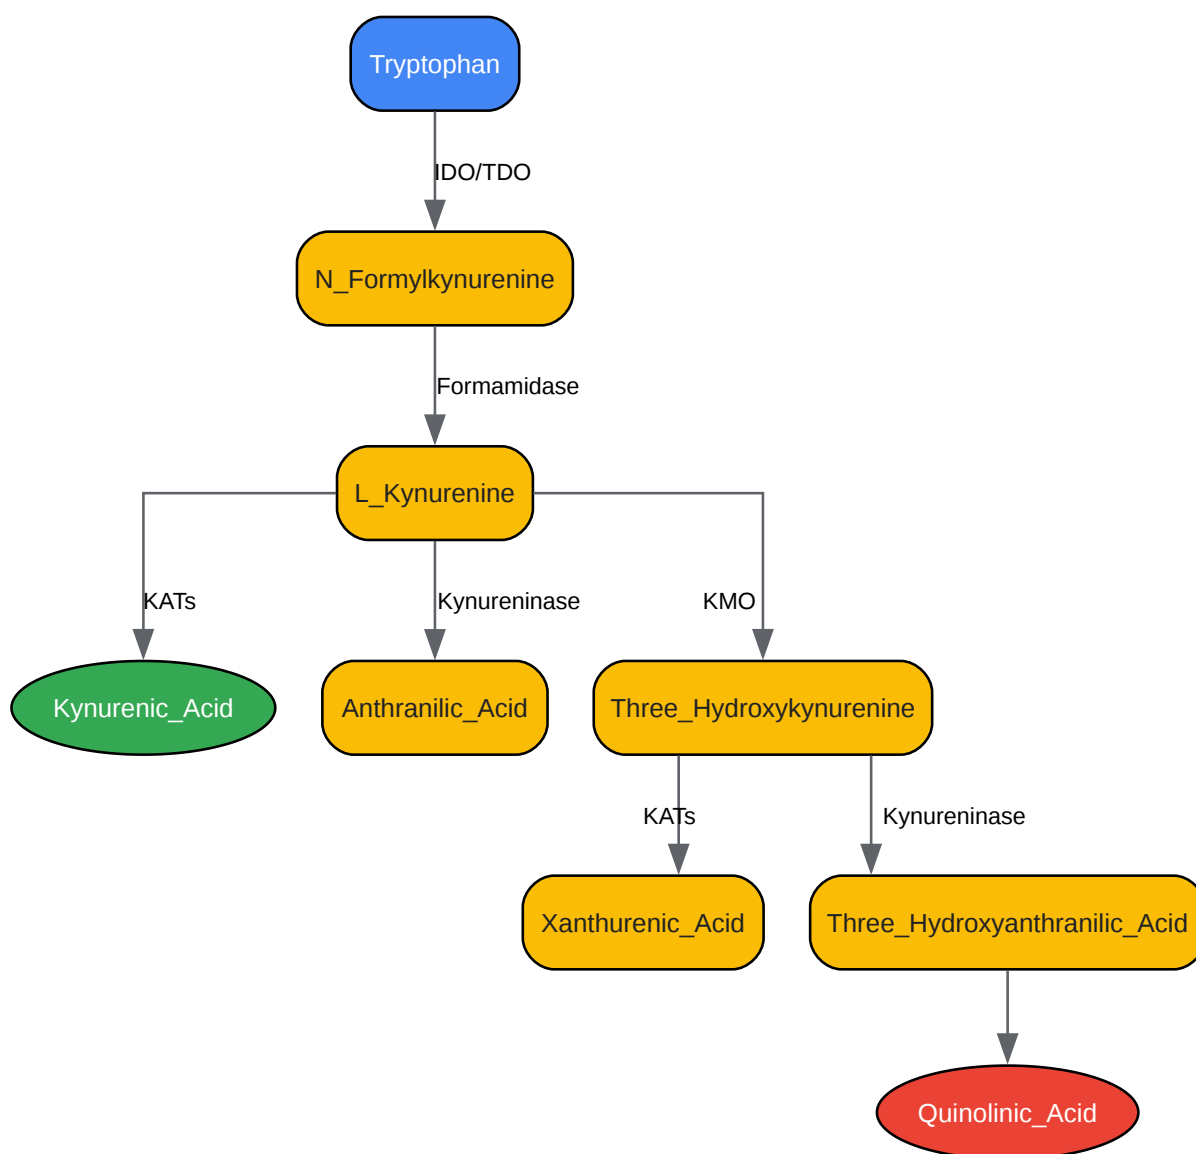 Tryptophan
IDO/TDO
N_Formylkynurenine
Formamidase
L_Kynurenine
KATs
Kynureninase
KMO
Kynurenic_Acid
Anthranilic_Acid
Three_Hydroxykynurenine
KATs
Kynureninase
Xanthurenic_Acid
Three_Hydroxyanthranilic_Acid
Quinolinic_Acid